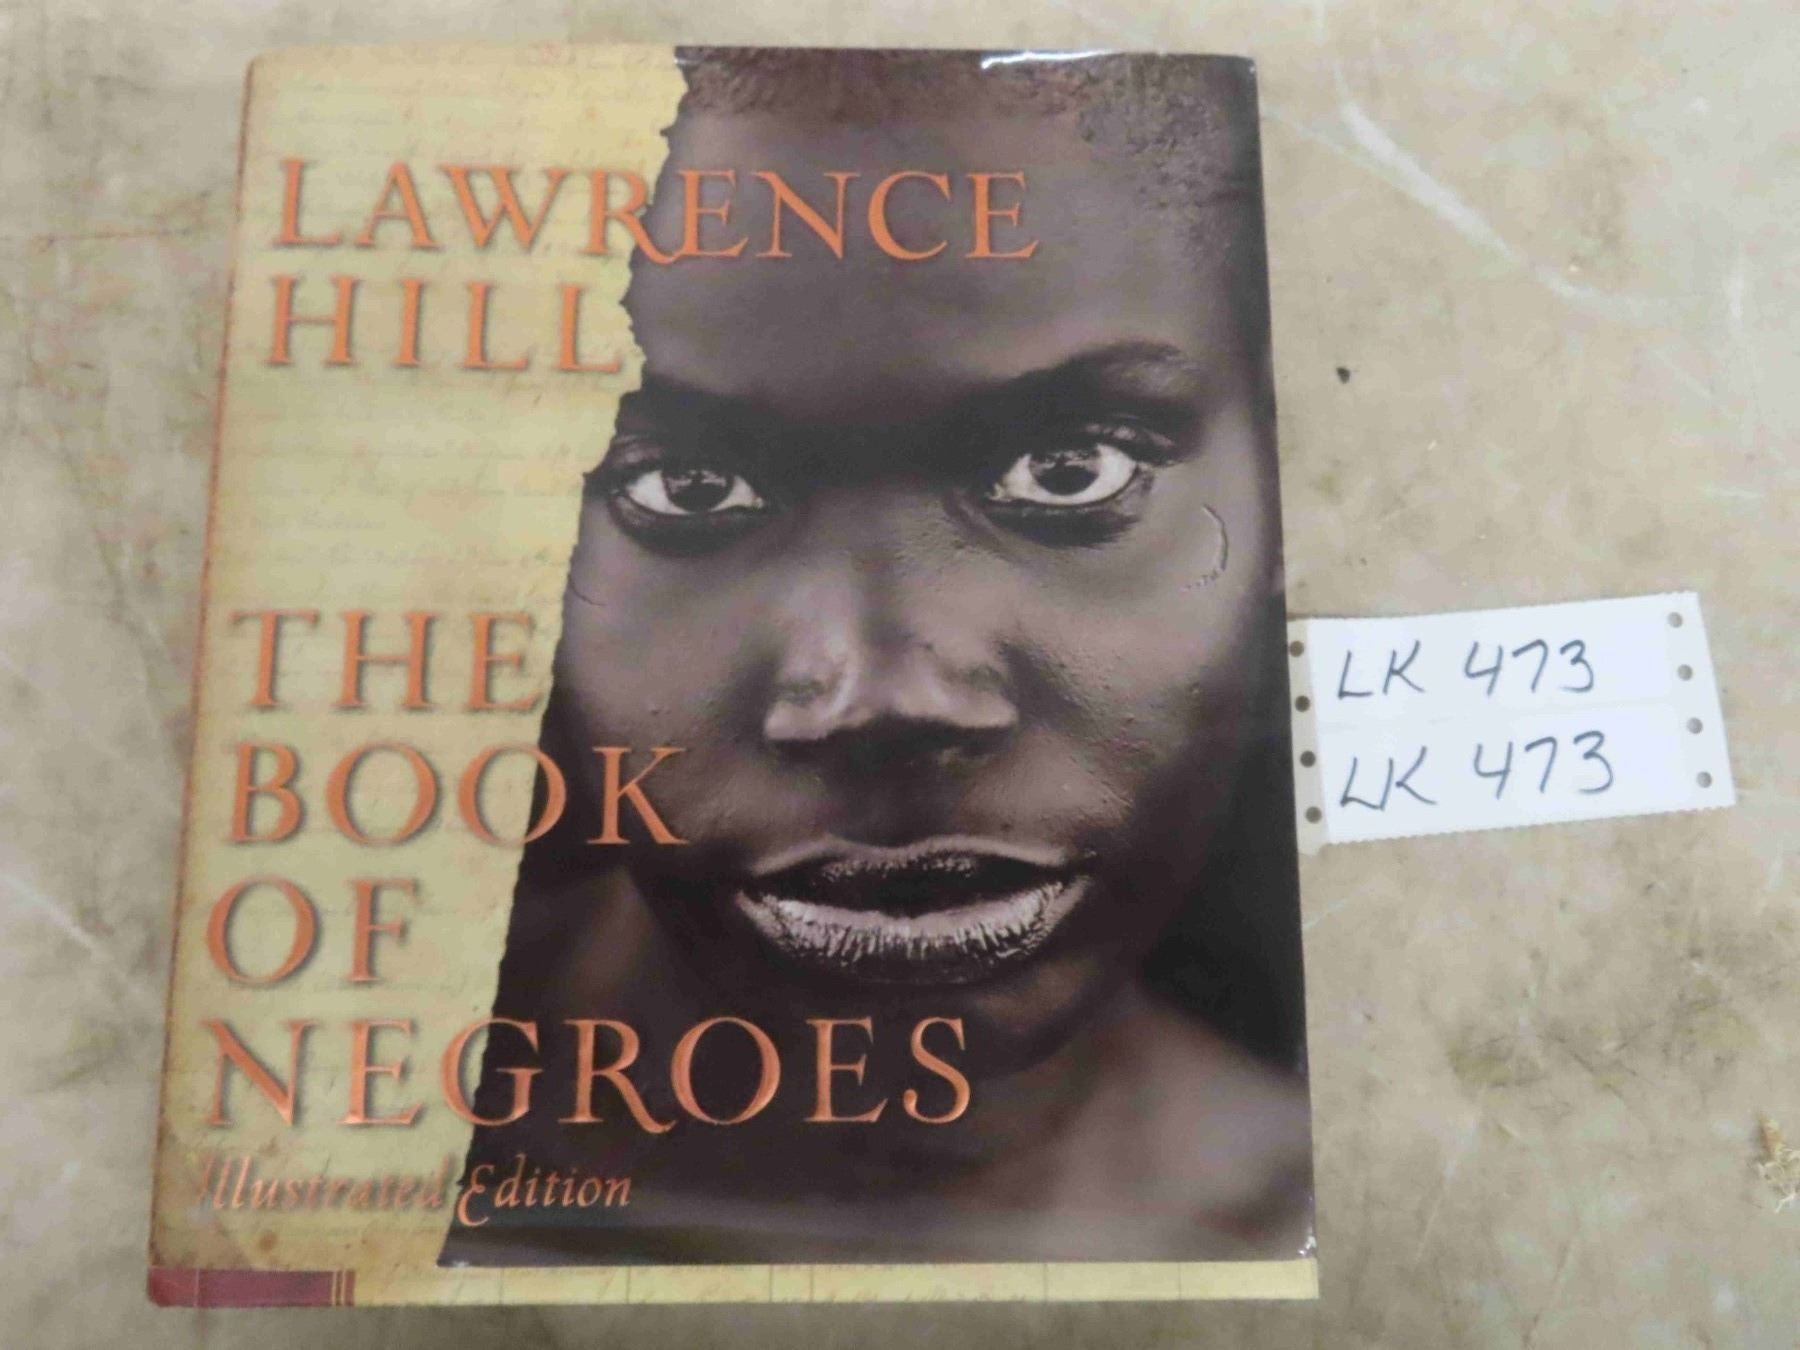 LAWRENCE
HILL
THE
BOOK
OF
NEGROES
Illustrated Edition
LK 473
LK 473